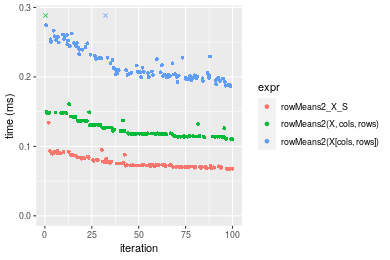 0.3
0.2
0.1
0.0
time (ms)
0
25
50
75
100
iteration
expr
rowMeans2_X_S
rowMeans2(X, cols, rows)
rowMeans2(X[cols, rows])